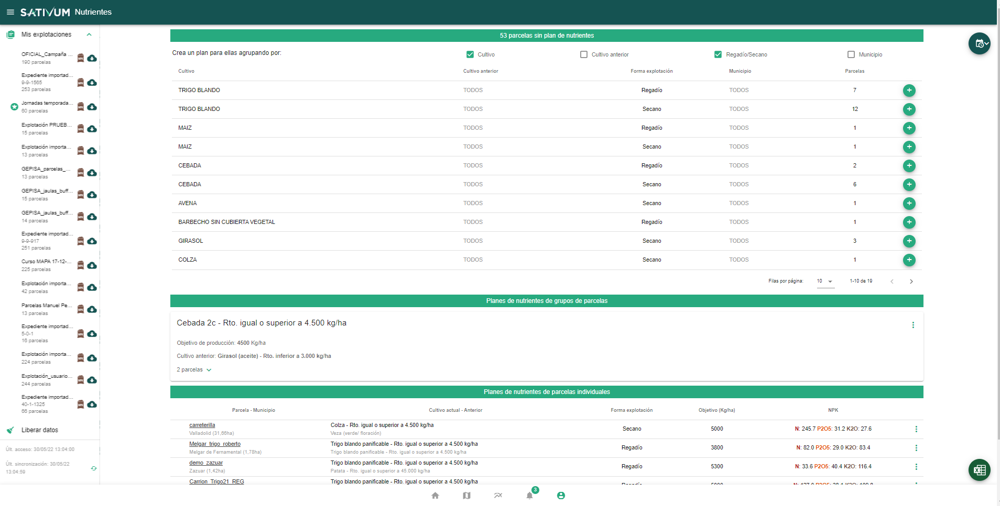 SATIVUM Nutrientes
Mis explotaciones
OFICIAL_Campaña ...
190 parcelas
Expediente importad...
9-9-1565
253 parcelas
Jornadas temporada...
60 parcelas
Explotación PRUEB...
15 parcelas
Explotación importa...
13 parcelas
GEPISA_parcelas_...
13 parcelas
GEPISA_jaulas_buff...
15 parcelas
GEPISA_jaulas_buff...
14 parcelas
Expediente importad...
9-9-917
251 parcelas
Curso MAPA 17-12-...
225 parcelas
Explotación importa...
42 parcelas
Parcelas Manuel Pe...
13 parcelas
Expediente importad...
5-0-1
16 parcelas
Explotación importa...
224 parcelas
Explotación_usuario...
244 parcelas
Expediente importad...
40-1-1325
66 parcelas
Liberar datos
Últ. acceso: 30/05/22 13:04:00
Últ. sincronización: 30/05/22
13:04:59
53 parcelas sin plan de nutrientes
Crea un plan para ellas agrupando por: Cultivo Cultivo anterior Regadío/Secano Municipio
Cultivo Cultivo anterior Forma explotación Municipio Parcelas
TRIGO BLANDO TODOS Regadío TODOS 7
TRIGO BLANDO TODOS Secano TODOS 12
MAIZ TODOS Regadío TODOS 1
MAIZ TODOS Secano TODOS 1
CEBADA TODOS Regadío TODOS 2
CEBADA TODOS Secano TODOS 6
AVENA TODOS Secano TODOS 1
BARBECHO SIN CUBIERTA VEGETAL TODOS Regadío TODOS 1
GIRASOL TODOS Secano TODOS 3
COLZA TODOS Secano TODOS 1
Filas por página: 10 1-10 de 19
Planes de nutrientes de grupos de parcelas
Cebada 2c - Rto. igual o superior a 4.500 kg/ha
Objetivo de producción: 4500 Kg/ha
Cultivo anterior: Girasol (aceite) - Rto. inferior a 3.000 kg/ha
2 parcelas
Planes de nutrientes de parcelas individuales
Parcela - Municipio Cultivo actual - Anterior Forma explotación Objetivo (Kg/ha) NPK
carreterilla Colza - Rto. igual o superior a 4.500 kg/ha Secano 5000 N: 245.7 P2O5: 31.2 K2O: 27.6
Valladolid (31,66ha) Veza (verde/ floración)
Melgar_trigo_roberto Trigo blando panificable - Rto. igual o superior a 4.500 kg/ha Regadío 3800 N: 82.0 P2O5: 29.0 K2O: 83.4
Melgar de Fernamental (1,78ha) Trigo blando panificable - Rto. igual o superior a 4.500 kg/ha
demo_zazuar Trigo blando panificable - Rto. igual o superior a 4.500 kg/ha Regadío 5300 N: 33.6 P2O5: 40.4 K2O: 116.4
Zazuar (1,42ha) Patata - Rto. igual o superior a 45.000 kg/ha
Carrion_Trigo21_REG Trigo blando panificable - Rto. igual o superior a 4.500 kg/ha
3